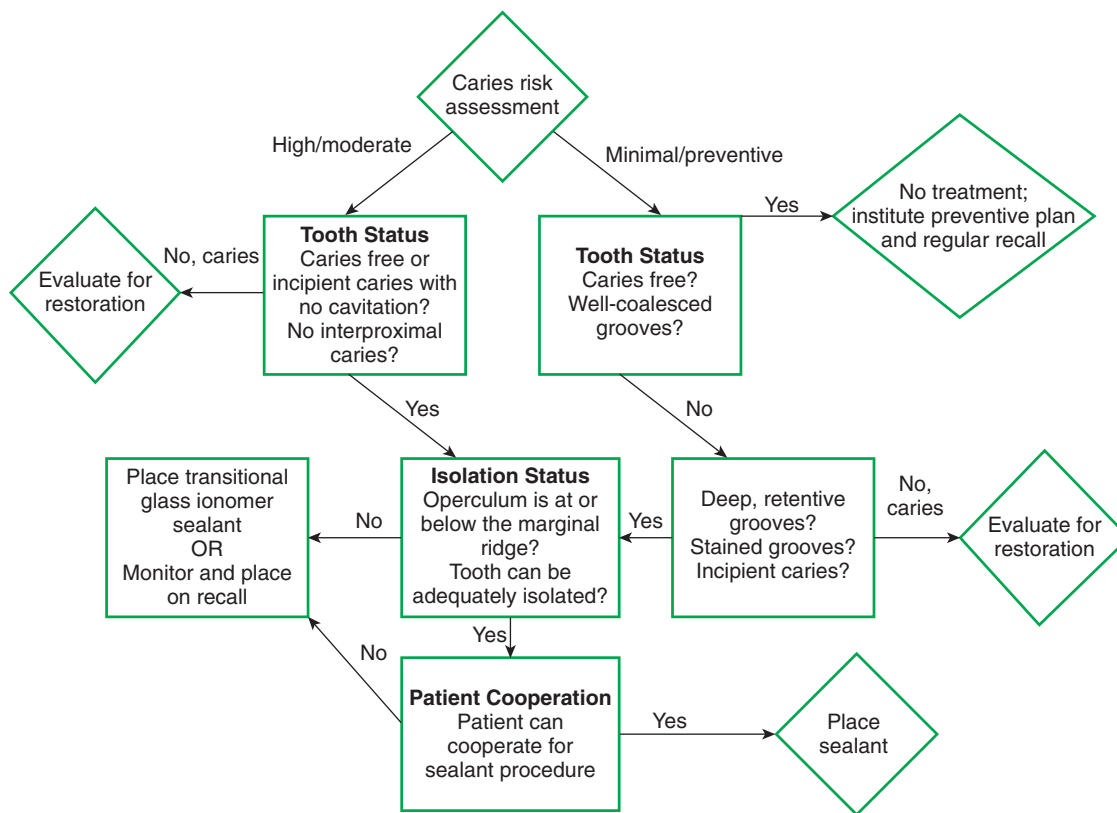 Caries risk
assessment
High/moderate
Minimal/preventive
No treatment;
institute preventive plan
and regular recall
Yes
Tooth Status
Caries free or
incipient caries with
no cavitation?
No interproximal
caries?
No, caries
Evaluate for
restoration
Tooth Status
Caries free?
Well-coalesced
grooves?
Yes
No
Place transitional
glass ionomer
sealant
OR
Monitor and place
on recall
No
Isolation Status
Operculum is at or
below the marginal
ridge?
Tooth can be
adequately isolated?
Yes
Deep, retentive
grooves?
Stained grooves?
Incipient caries?
No,
caries
Evaluate for
restoration
Yes
No
Patient Cooperation
Patient can
cooperate for
sealant procedure
Yes
Place
sealant